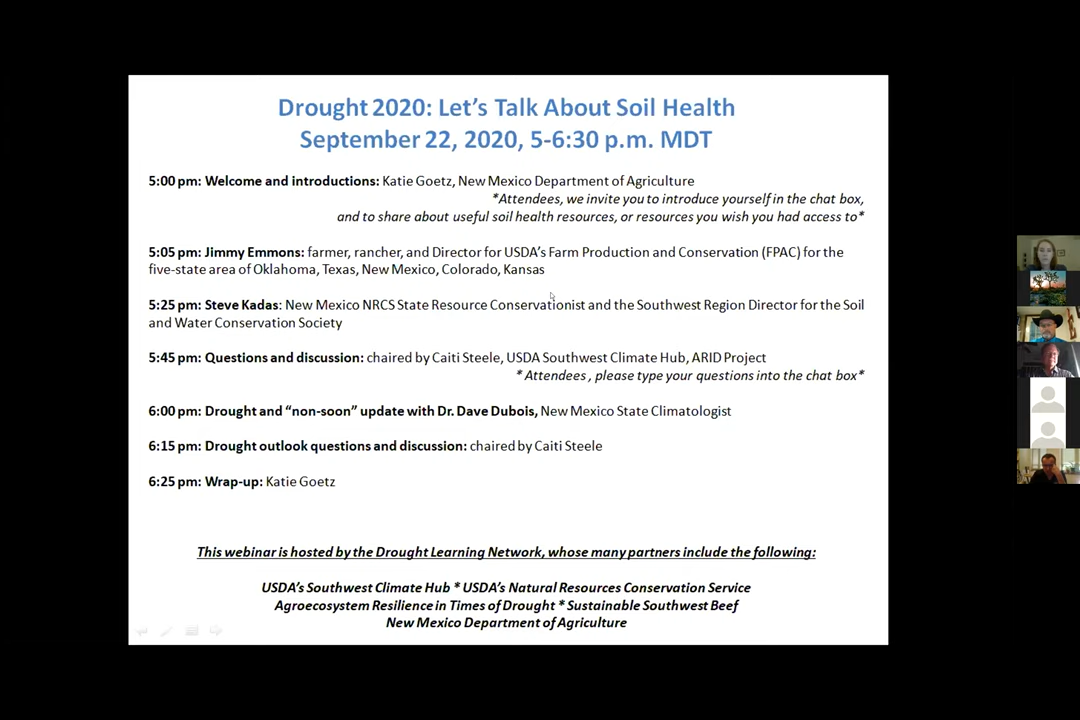 Drought 2020: Let's Talk About Soil Health
September 22, 2020, 5-6:30 p.m. MDT
5:00 pm: Welcome and introductions: Katie Goetz, New Mexico Department of Agriculture
*Attendees, we invite you to introduce yourself in the chat box,
and to share about useful soil health resources, or resources you wish you had access to*
5:05 pm: Jimmy Emmons: farmer, rancher, and Director for USDA's Farm Production and Conservation (FPAC) for the
five-state area of Oklahoma, Texas, New Mexico, Colorado, Kansas
5:25 pm: Steve Kadas: New Mexico NRCS State Resource Conservationist and the Southwest Region Director for the Soil
and Water Conservation Society
5:45 pm: Questions and discussion: chaired by Caiti Steele, USDA Southwest Climate Hub, ARID Project
* Attendees , please type your questions into the chat box*
6:00 pm: Drought and “non-soon” update with Dr. Dave Dubois, New Mexico State Climatologist
6:15 pm: Drought outlook questions and discussion: chaired by Caiti Steele
6:25 pm: Wrap-up: Katie Goetz
This webinar is hosted by the Drought Learning Network, whose many partners include the following:
USDA's Southwest Climate Hub * USDA's Natural Resources Conservation Service
Agroecosystem Resilience in Times of Drought * Sustainable Southwest Beef
New Mexico Department of Agriculture